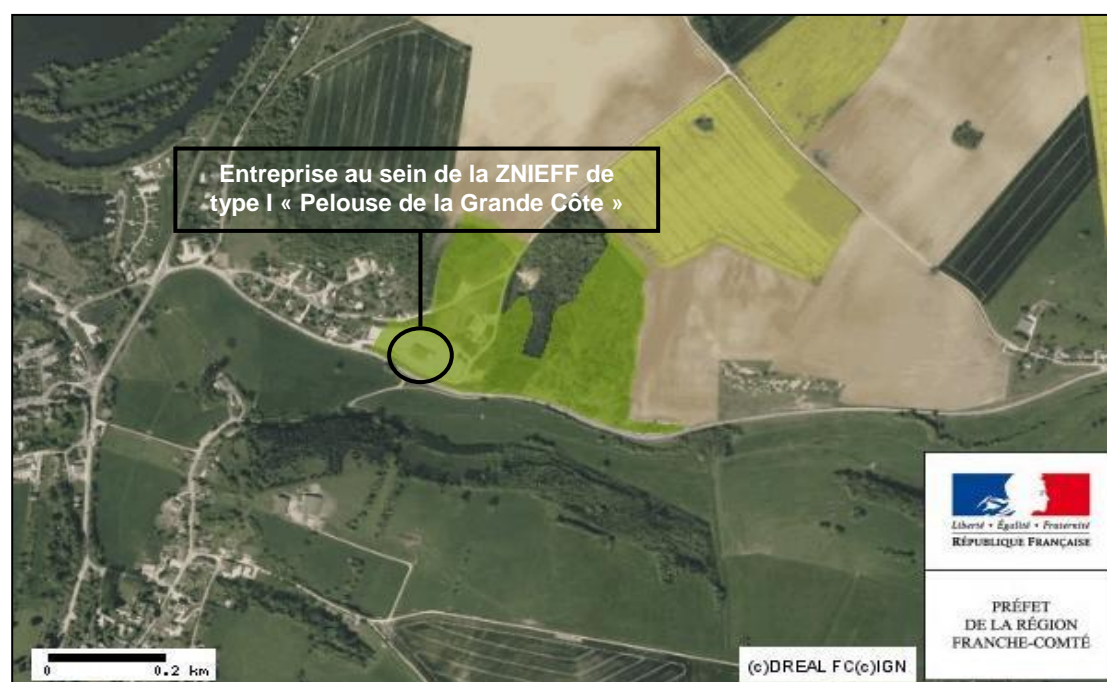 Entreprise au sein de la ZNIEFF de
type I « Pelouse de la Grande Côte »
Liberté • Égalité • Fraternité
RÉPUBLIQUE FRANÇAISE
PRÉFET
DE LA RÉGION
FRANCHE-COMTÉ
0 0.2 km
(c)DREAL FC(c)IGN